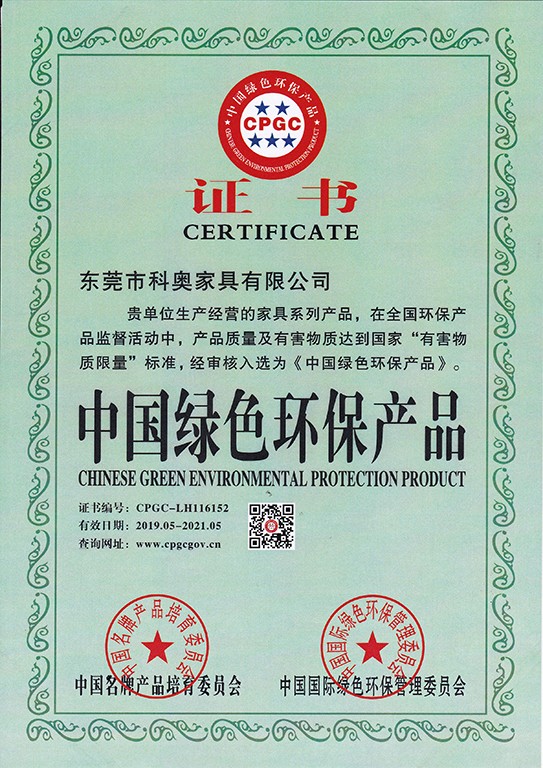 中国绿色环保产品
CPGC
CHINESE GREEN ENVIRONMENTAL PROTECTION PRODUCT
证书
CERTIFICATE
东莞市科奥家具有限公司
贵单位生产经营的家具系列产品，在全国环保产
品监督活动中，产品质量及有害物质达到国家“有害物
质限量”标准，经审核入选为《中国绿色环保产品》。
中国绿色环保产品
CHINESE GREEN ENVIRONMENTAL PROTECTION PRODUCT
证书编号：CPGC-LH116152
有效日期：2019.05-2021.05
查询网址：www.cpgcgov.cn
中国名牌产品培育委员会
中国国际绿色环保管理委员会
中国名牌产品培育委员会
中国国际绿色环保管理委员会